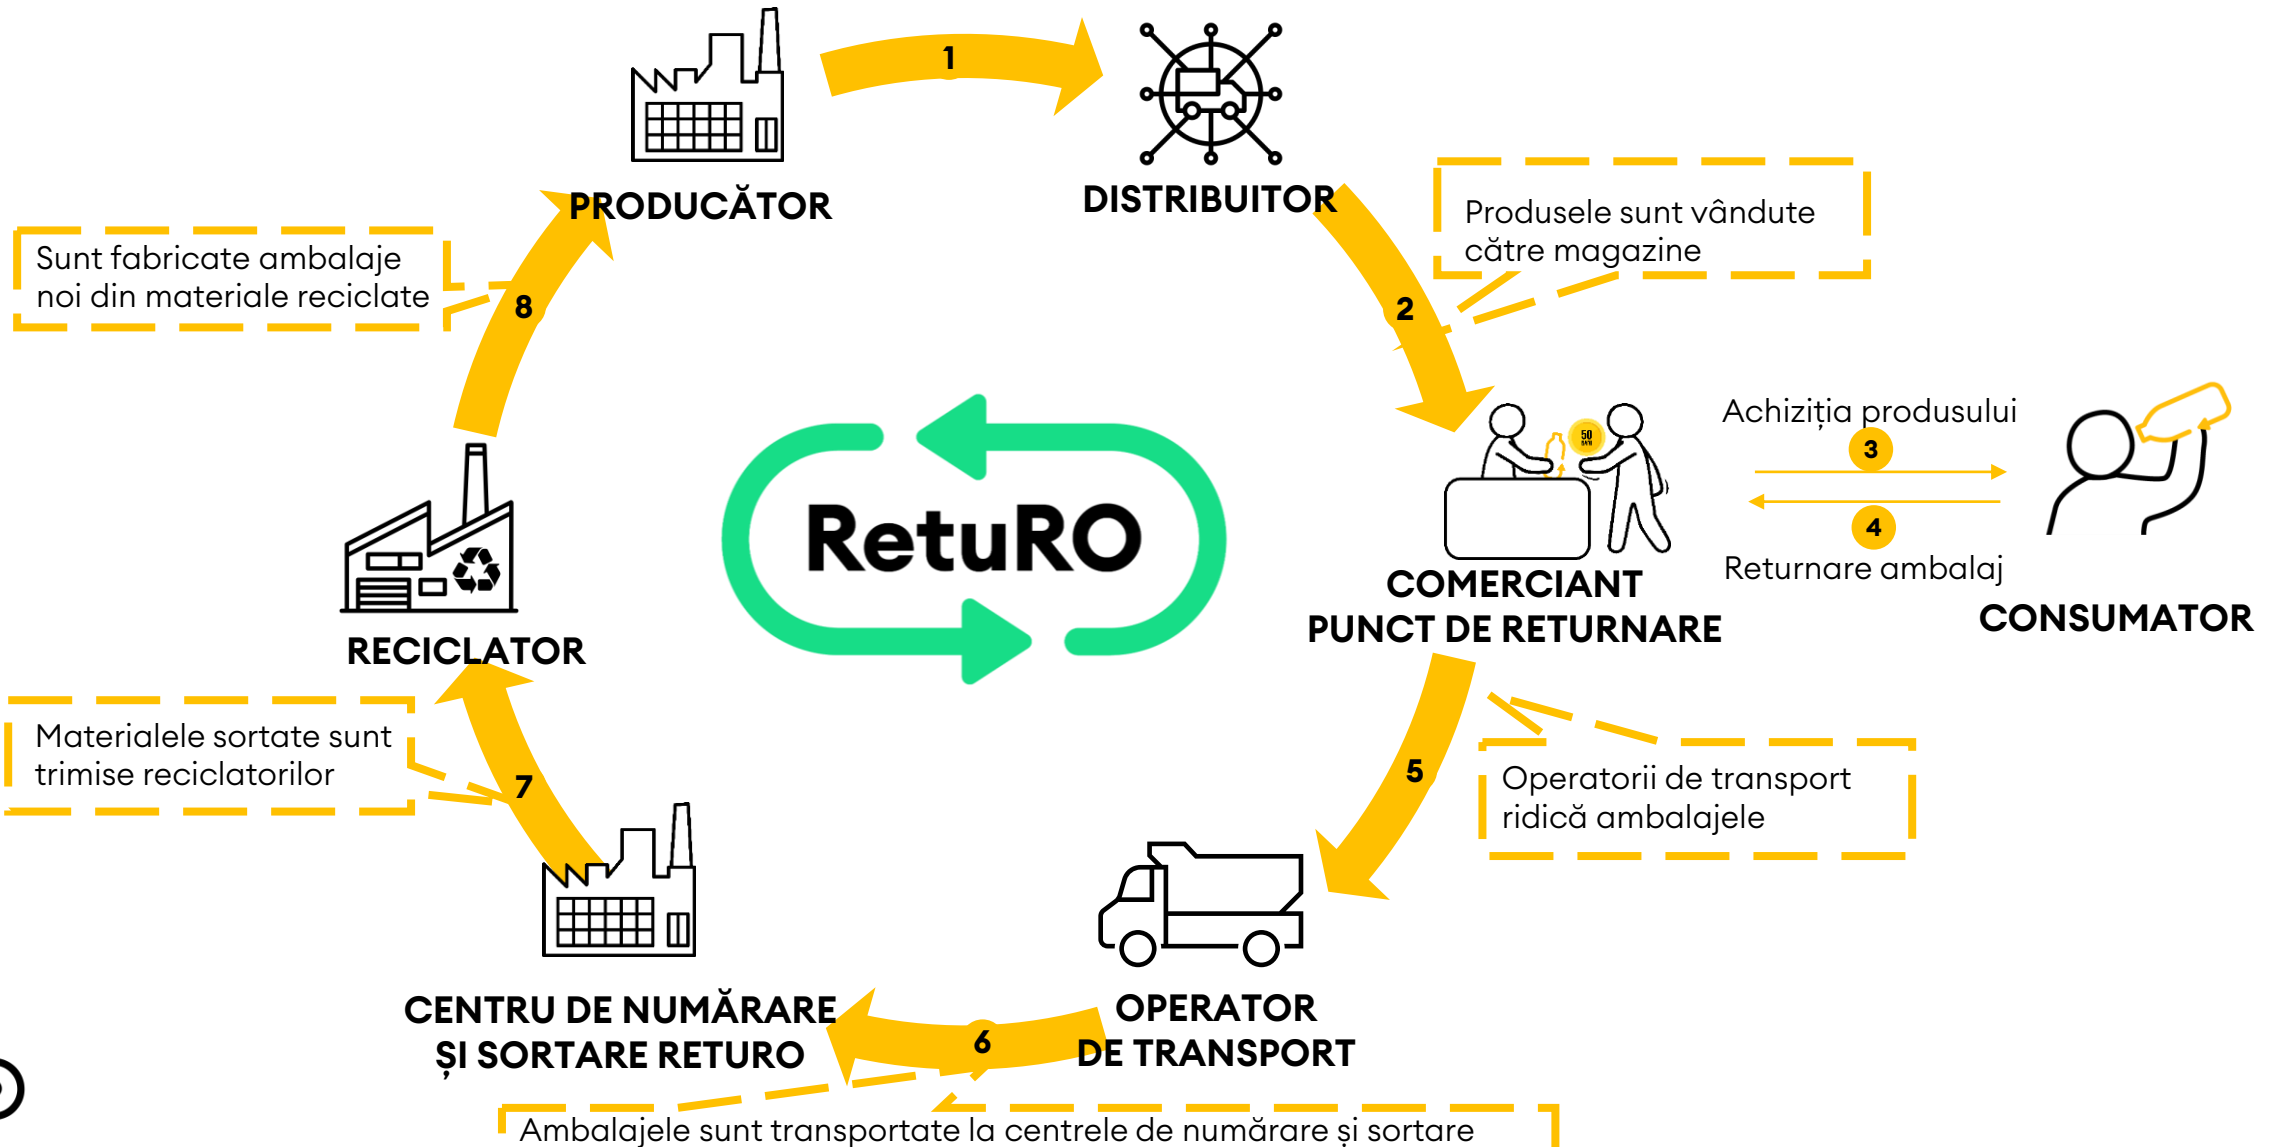 1
PRODUCĂTOR
DISTRIBUITOR
Produsele sunt vândute
către magazine
2
Sunt fabricate ambalaje
noi din materiale reciclate
8
50
BANI
Achiziția produsului
3
4
Returnare ambalaj
CONSUMATOR
RetuRO
COMERCIANT
PUNCT DE RETURNARE
RECICLATOR
Materialele sortate sunt
trimise reciclatorilor
7
5
Operatorii de transport
ridică ambalajele
CENTRU DE NUMĂRARE
ȘI SORTARE RETURO
6
OPERATOR
DE TRANSPORT
Ambalajele sunt transportate la centrele de numărare și sortare